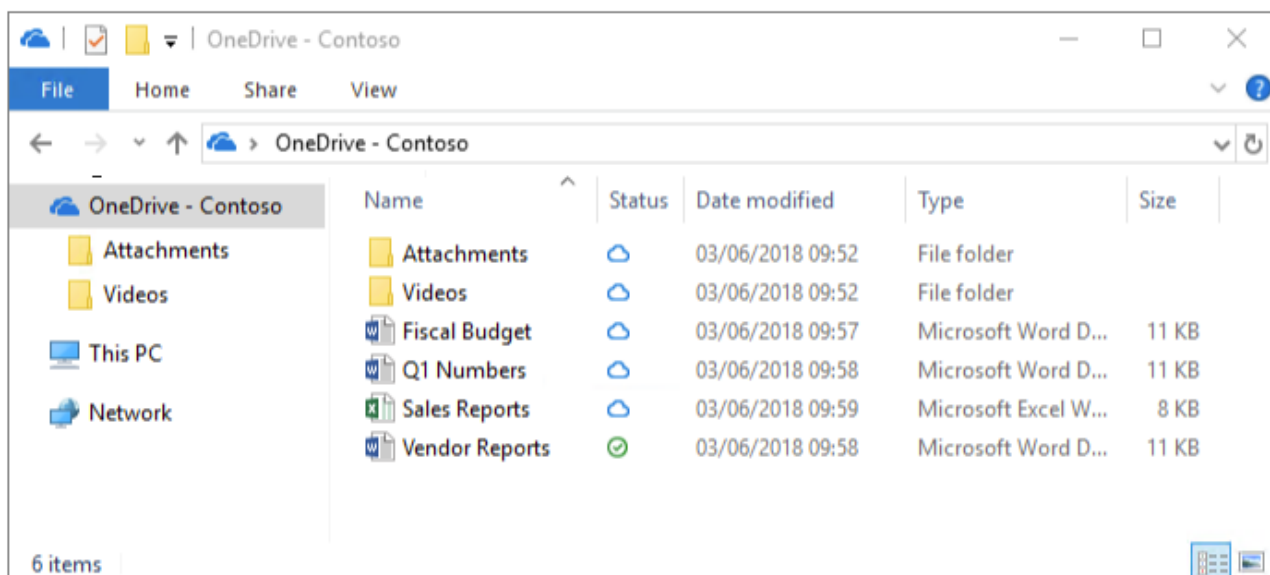 OneDrive - Contoso
File Home Share View
OneDrive - Contoso
OneDrive - Contoso
Attachments
Videos
This PC
Network
Name Status Date modified Type Size
Attachments 03/06/2018 09:52 File folder
Videos 03/06/2018 09:52 File folder
Fiscal Budget 03/06/2018 09:57 Microsoft Word D... 11 KB
Q1 Numbers 03/06/2018 09:58 Microsoft Word D... 11 KB
Sales Reports 03/06/2018 09:59 Microsoft Excel W... 8 KB
Vendor Reports 03/06/2018 09:58 Microsoft Word D... 11 KB
6 items